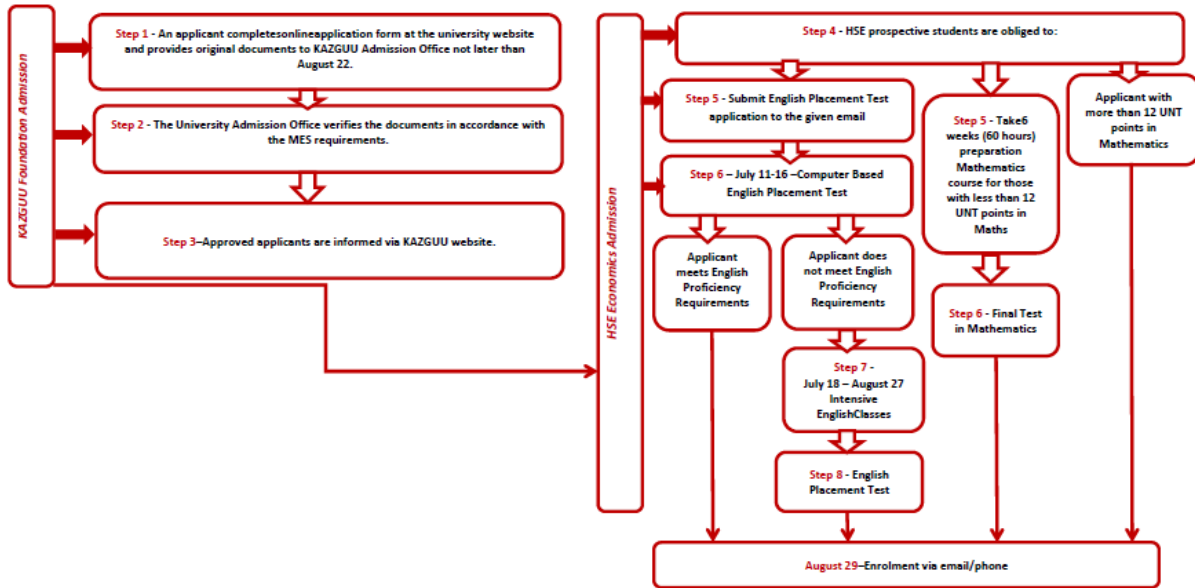 KAZGUU Foundation Admission
Step 1 - An applicant completesonlineapplication form at the university website
and provides original documents to KAZGUU Admission Office not later than
August 22.
Step 2 - The University Admission Office verifies the documents in accordance with
the MES requirements.
Step 3–Approved applicants are informed via KAZGUU website.
HSE Economics Admission
Step 4 - HSE prospective students are obliged to:
Step 5 - Submit English Placement Test
application to the given email
Step 6 – July 11-16 –Computer Based
English Placement Test
Applicant
meets English
Proficiency
Requirements
Applicant does
not meet English
Proficiency
Requirements
Step 7 -
July 18 – August 27
Intensive
EnglishClasses
Step 8 - English
Placement Test
Step 5 - Take6
weeks (60 hours)
preparation
Mathematics
course for those
with less than 12
UNT points in
Maths
Step 6 - Final Test
in Mathematics
Applicant with
more than 12 UNT
points in
Mathematics
August 29–Enrolment via email/phone